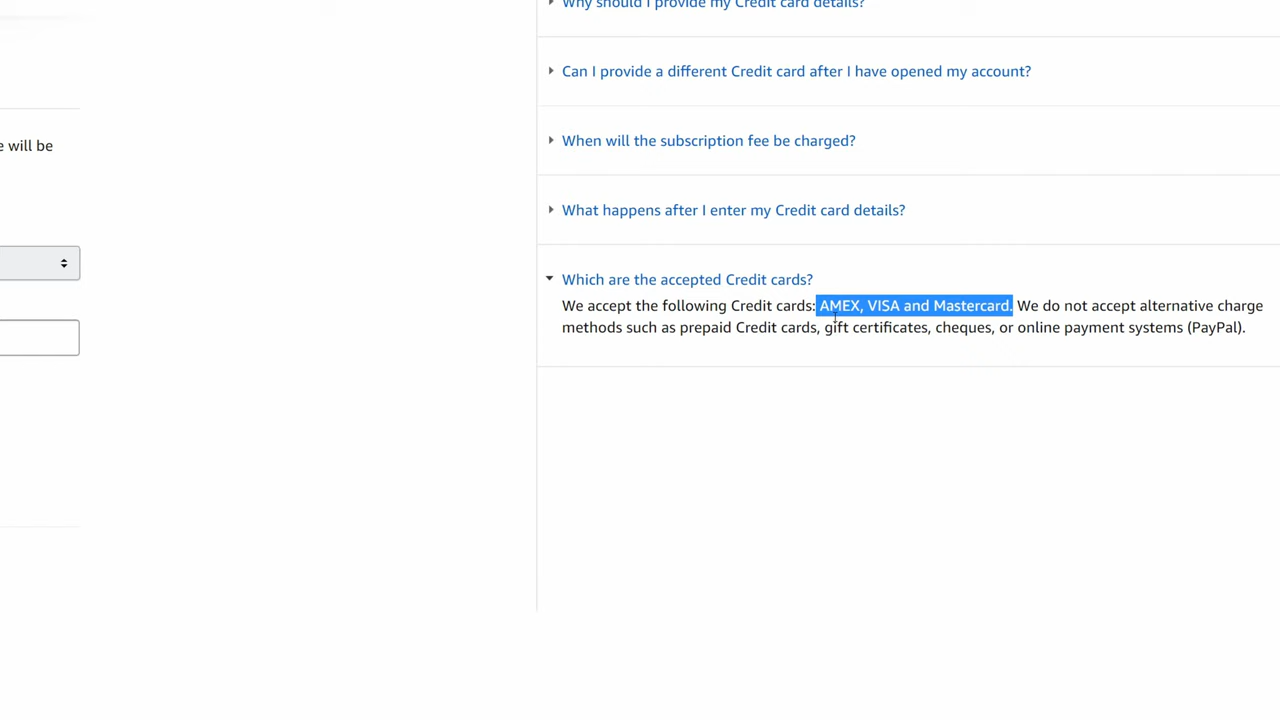 Why should I provide my Credit card details?
Can I provide a different Credit card after I have opened my account?
When will the subscription fee be charged?
e will be
What happens after I enter my Credit card details?
Which are the accepted Credit cards?
We accept the following Credit cards: AMEX, VISA and Mastercard. We do not accept alternative charge
methods such as prepaid Credit cards, gift certificates, cheques, or online payment systems (PayPal).